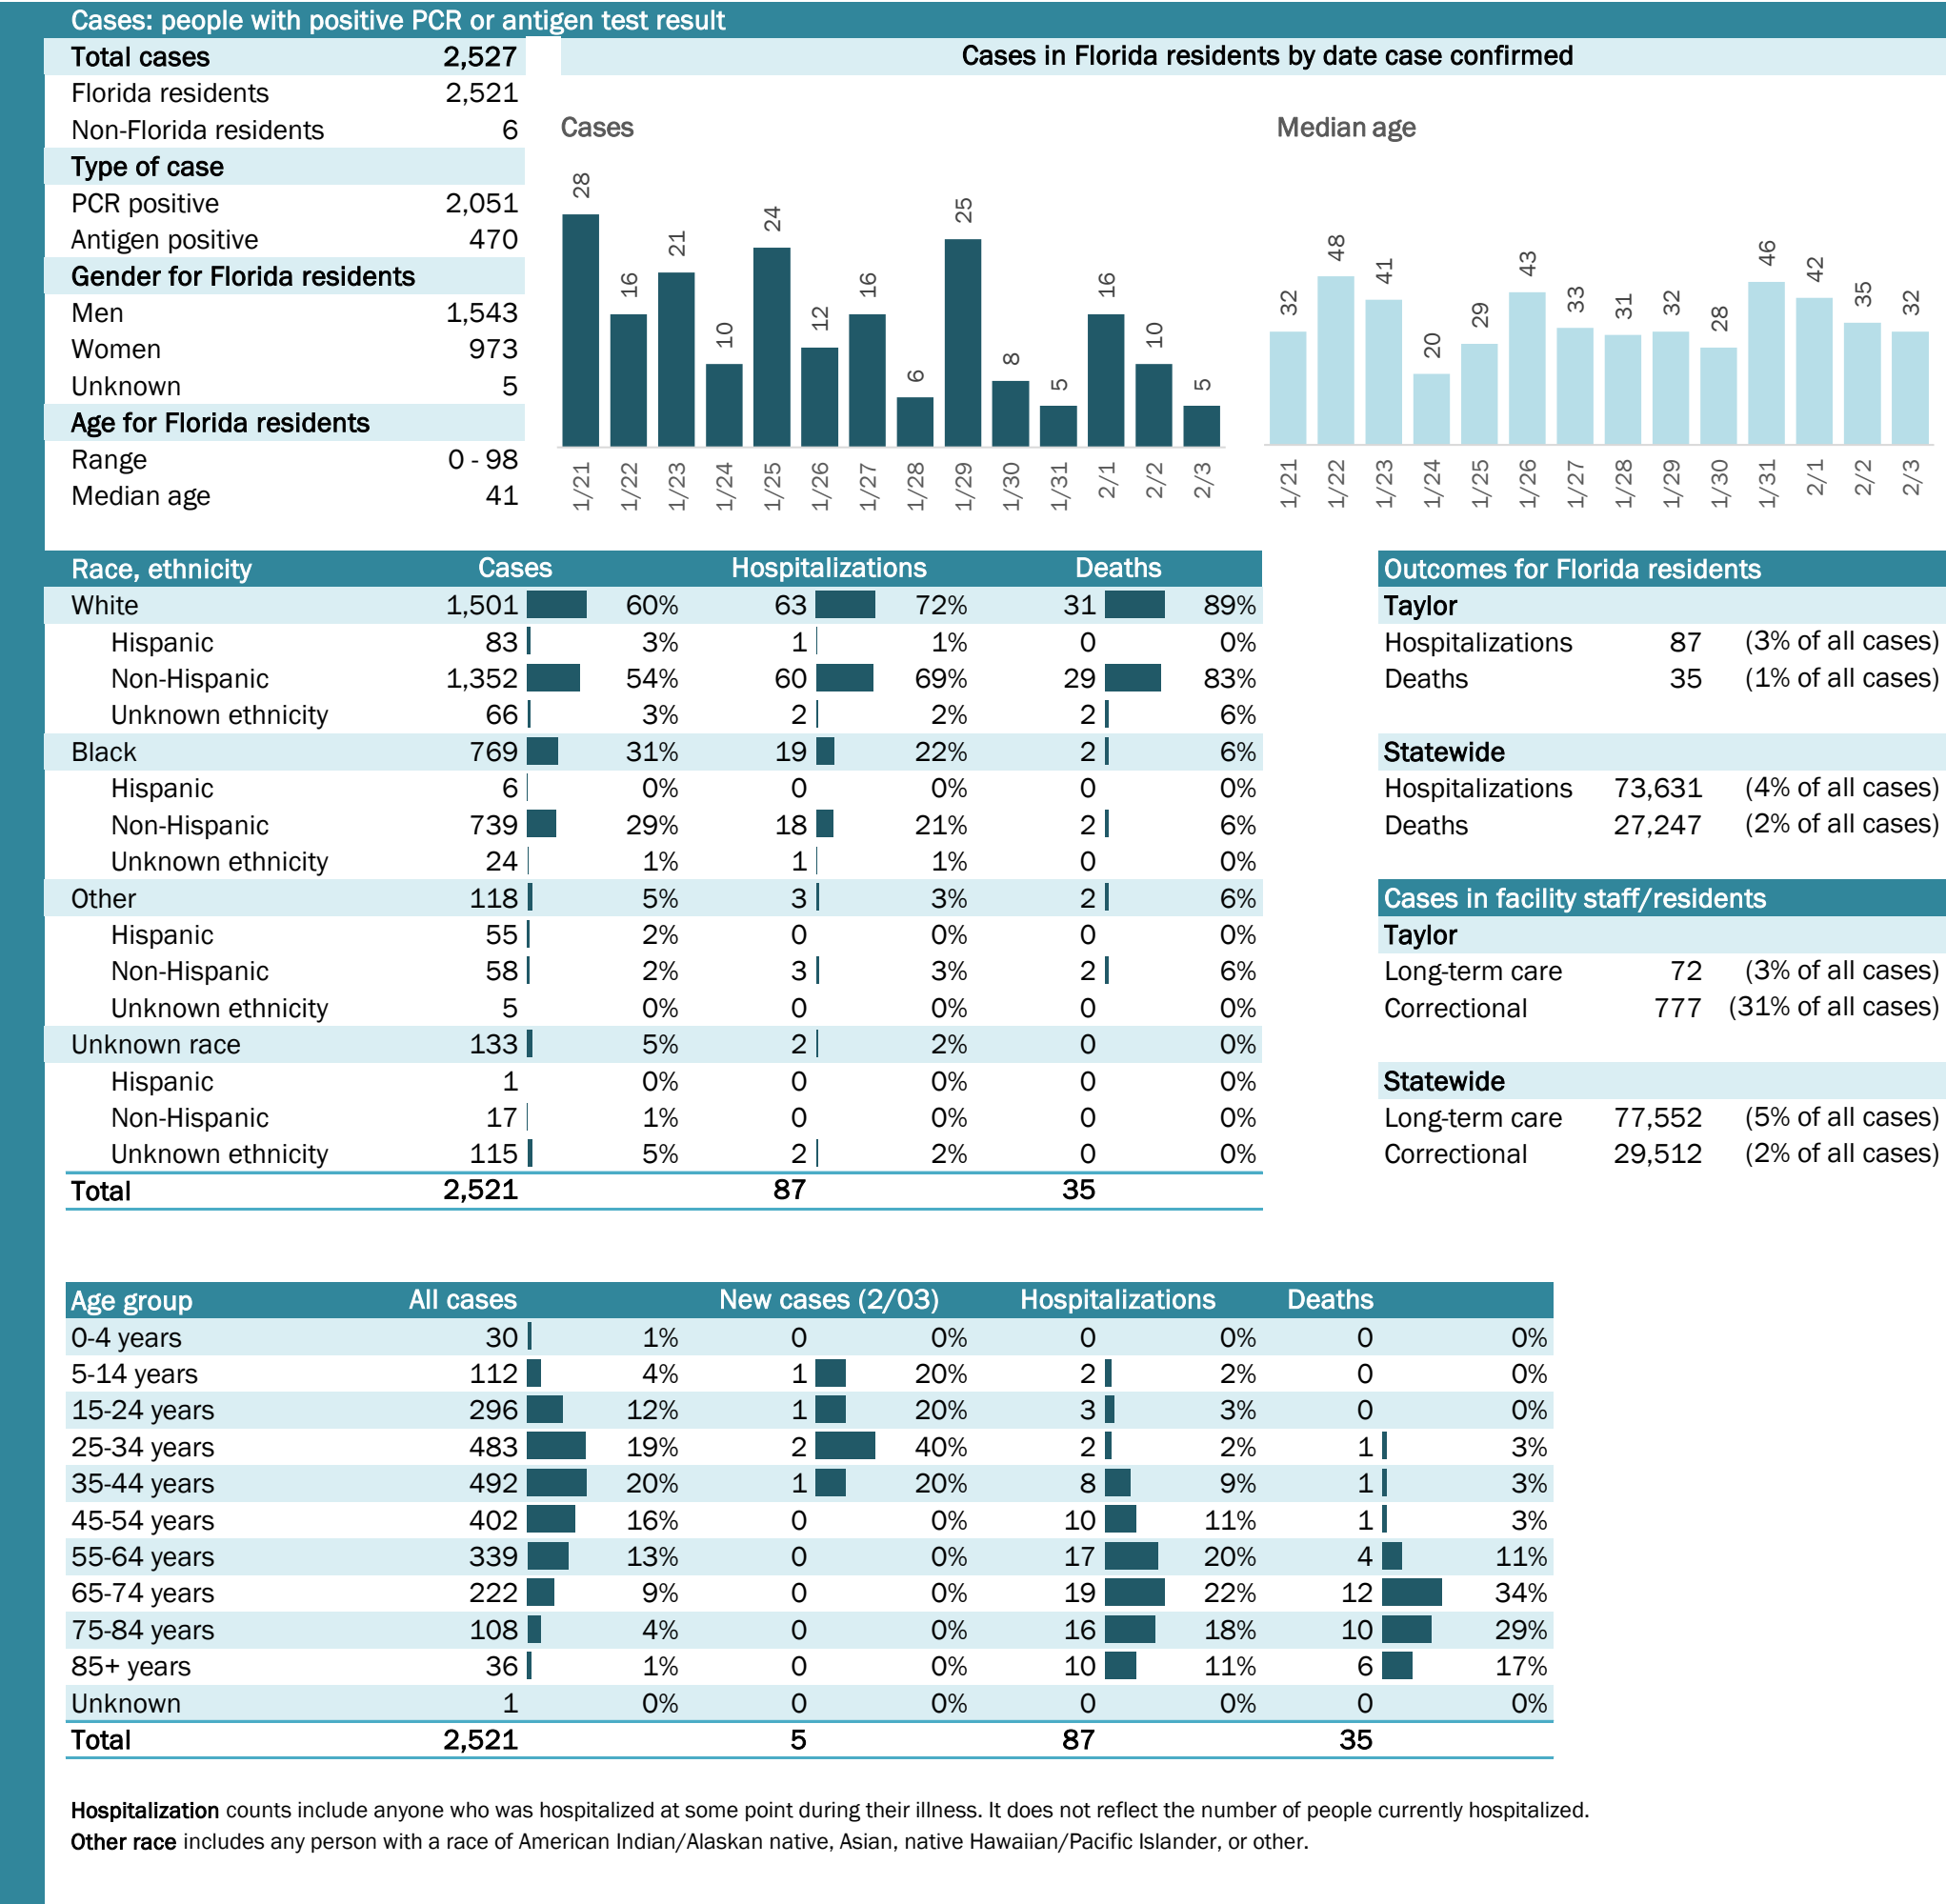 Cases: people with positive PCR or antigen test result
Total cases 2,527
Florida residents 2,521
Non-Florida residents 6
Type of case
PCR positive 2,051
Antigen positive 470
Gender for Florida residents
Men 1,543
Women 973
Unknown 5
Age for Florida residents
Range 0 - 98
Median age 41
Cases in Florida residents by date case confirmed
Cases
28 16 21 10 24 12 16 6 25 8 5 16 10 5
1/21 1/22 1/23 1/24 1/25 1/26 1/27 1/28 1/29 1/30 1/31 2/1 2/2 2/3
Median age
32 48 41 20 29 43 33 31 32 28 46 42 35 32
1/21 1/22 1/23 1/24 1/25 1/26 1/27 1/28 1/29 1/30 1/31 2/1 2/2 2/3
Race, ethnicity Cases Hospitalizations Deaths
White 1,501 60% 63 72% 31 89%
Hispanic 83 3% 1 1% 0 0%
Non-Hispanic 1,352 54% 60 69% 29 83%
Unknown ethnicity 66 3% 2 2% 2 6%
Black 769 31% 19 22% 2 6%
Hispanic 6 0% 0 0% 0 0%
Non-Hispanic 739 29% 18 21% 2 6%
Unknown ethnicity 24 1% 1 1% 0 0%
Other 118 5% 3 3% 2 6%
Hispanic 55 2% 0 0% 0 0%
Non-Hispanic 58 2% 3 3% 2 6%
Unknown ethnicity 5 0% 0 0% 0 0%
Unknown race 133 5% 2 2% 0 0%
Hispanic 1 0% 0 0% 0 0%
Non-Hispanic 17 1% 0 0% 0 0%
Unknown ethnicity 115 5% 2 2% 0 0%
Total 2,521 87 35
Outcomes for Florida residents
Taylor
Hospitalizations 87 (3% of all cases)
Deaths 35 (1% of all cases)
Statewide
Hospitalizations 73,631 (4% of all cases)
Deaths 27,247 (2% of all cases)
Cases in facility staff/residents
Taylor
Long-term care 72 (3% of all cases)
Correctional 777 (31% of all cases)
Statewide
Long-term care 77,552 (5% of all cases)
Correctional 29,512 (2% of all cases)
Age group All cases New cases (2/03) Hospitalizations Deaths
0-4 years 30 1% 0 0% 0 0% 0 0%
5-14 years 112 4% 1 20% 2 2% 0 0%
15-24 years 296 12% 1 20% 3 3% 0 0%
25-34 years 483 19% 2 40% 2 2% 1 3%
35-44 years 492 20% 1 20% 8 9% 1 3%
45-54 years 402 16% 0 0% 10 11% 1 3%
55-64 years 339 13% 0 0% 17 20% 4 11%
65-74 years 222 9% 0 0% 19 22% 12 34%
75-84 years 108 4% 0 0% 16 18% 10 29%
85+ years 36 1% 0 0% 10 11% 6 17%
Unknown 1 0% 0 0% 0 0% 0 0%
Total 2,521 5 87 35
Hospitalization counts include anyone who was hospitalized at some point during their illness. It does not reflect the number of people currently hospitalized.
Other race includes any person with a race of American Indian/Alaskan native, Asian, native Hawaiian/Pacific Islander, or other.